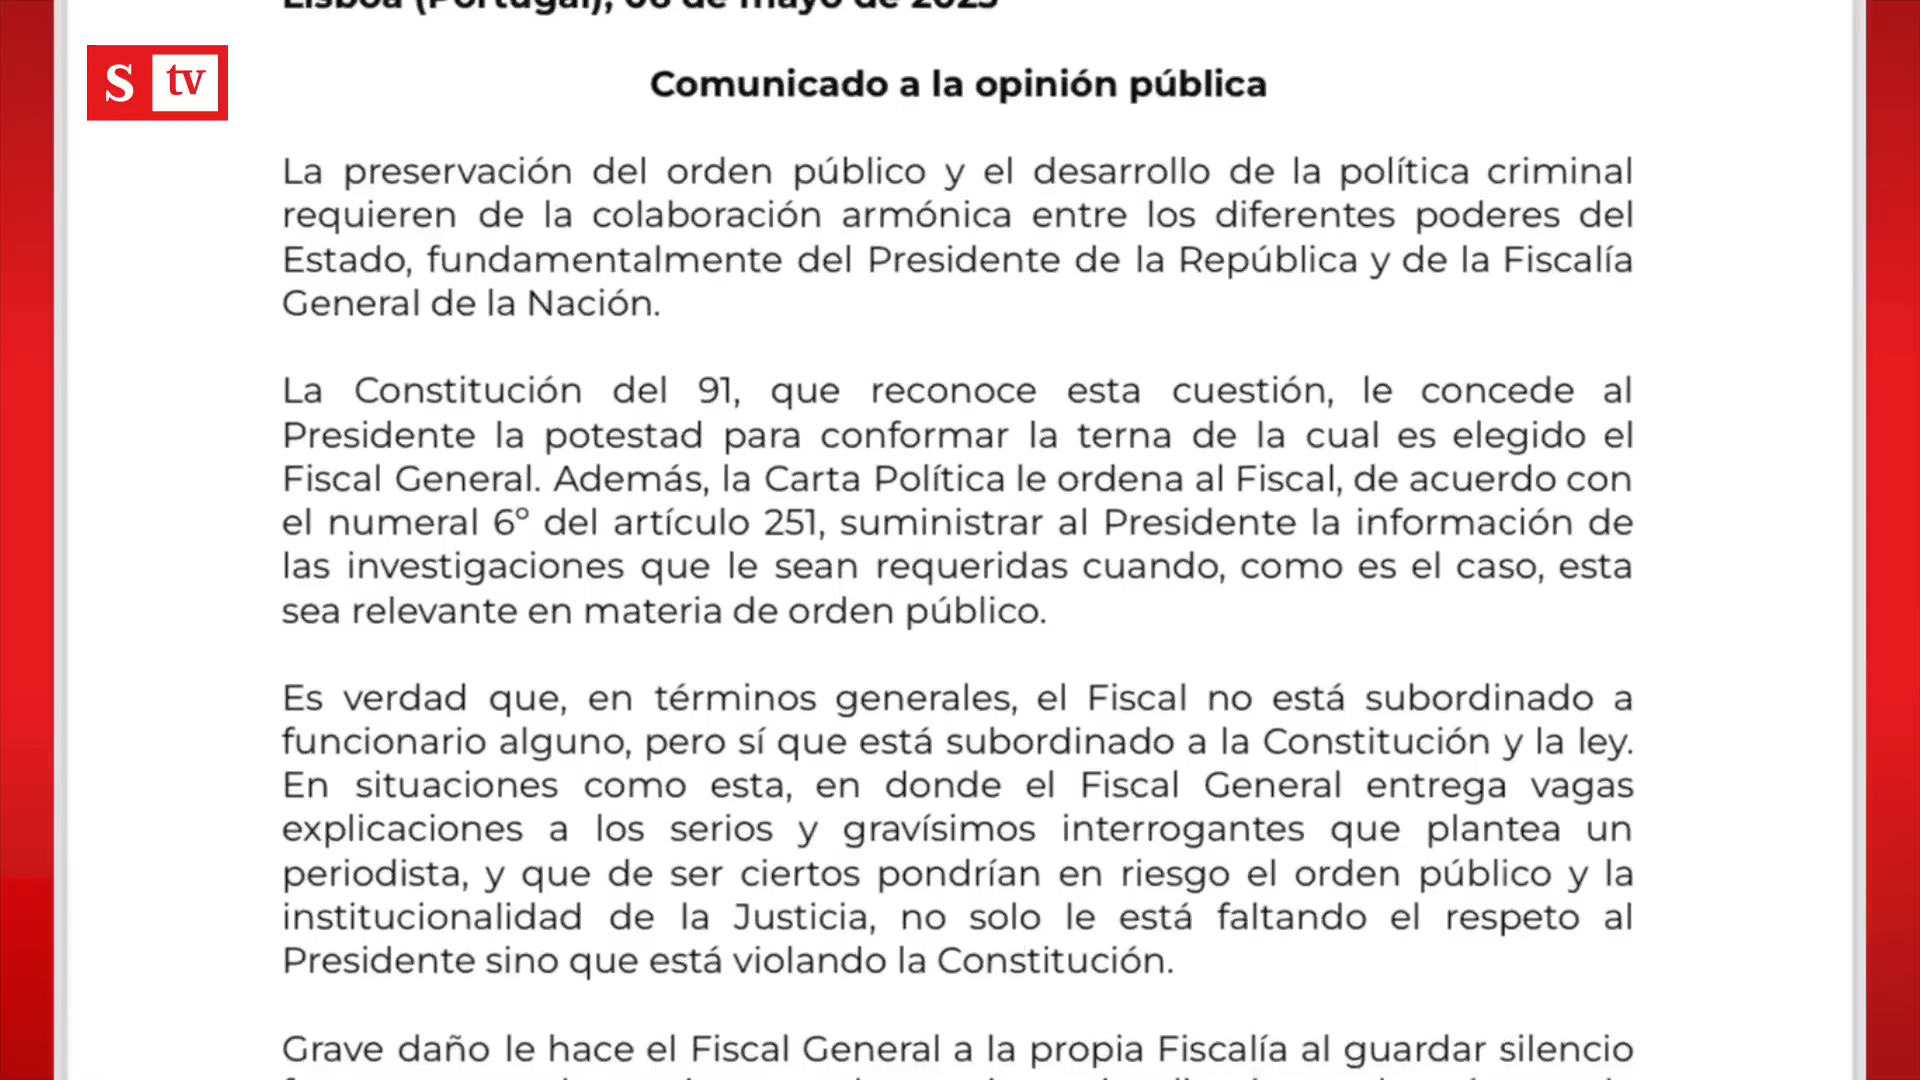 Lisboa (Portugal), 06 de mayo de 2023
S tv
Comunicado a la opinión pública
La preservación del orden público y el desarrollo de la política criminal
requieren de la colaboración armónica entre los diferentes poderes del
Estado, fundamentalmente del Presidente de la República y de la Fiscalía
General de la Nación.
La Constitución del 91, que reconoce esta cuestión, le concede al
Presidente la potestad para conformar la terna de la cual es elegido el
Fiscal General. Además, la Carta Política le ordena al Fiscal, de acuerdo con
el numeral 6º del artículo 251, suministrar al Presidente la información de
las investigaciones que le sean requeridas cuando, como es el caso, esta
sea relevante en materia de orden público.
Es verdad que, en términos generales, el Fiscal no está subordinado a
funcionario alguno, pero sí que está subordinado a la Constitución y la ley.
En situaciones como esta, en donde el Fiscal General entrega vagas
explicaciones a los serios y gravísimos interrogantes que plantea un
periodista, y que de ser ciertos pondrían en riesgo el orden público y la
institucionalidad de la Justicia, no solo le está faltando el respeto al
Presidente sino que está violando la Constitución.
Grave daño le hace el Fiscal General a la propia Fiscalía al guardar silencio